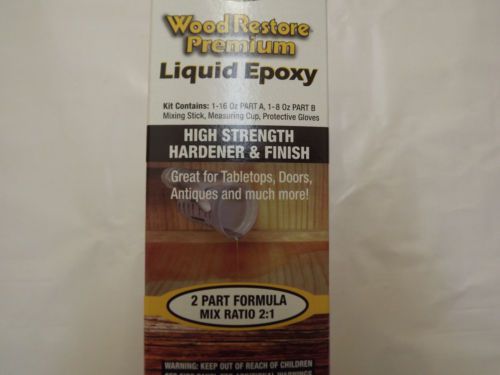 Wood Restore®
Premium
Liquid Epoxy
Kit Contains: 1-16 Oz PART A, 1-8 Oz PART B
Mixing Stick, Measuring Cup, Protective Gloves
HIGH STRENGTH
HARDENER & FINISH
Great for Tabletops, Doors,
Antiques and much more!
2 PART FORMULA
MIX RATIO 2:1
WARNING: KEEP OUT OF REACH OF CHILDREN